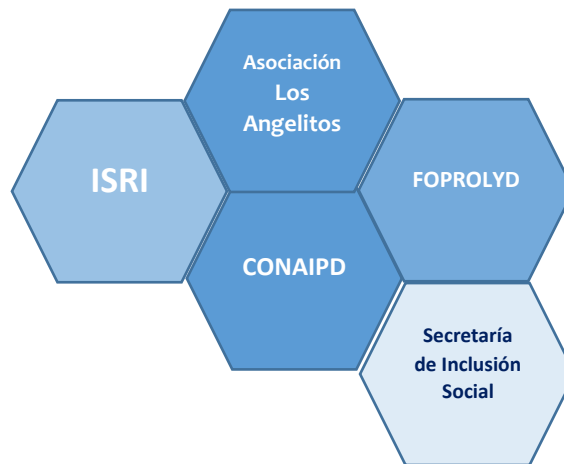 Asociación
Los
Angelitos
ISRI
FOPROLYD
CONAIPD
Secretaría
de Inclusión
Social